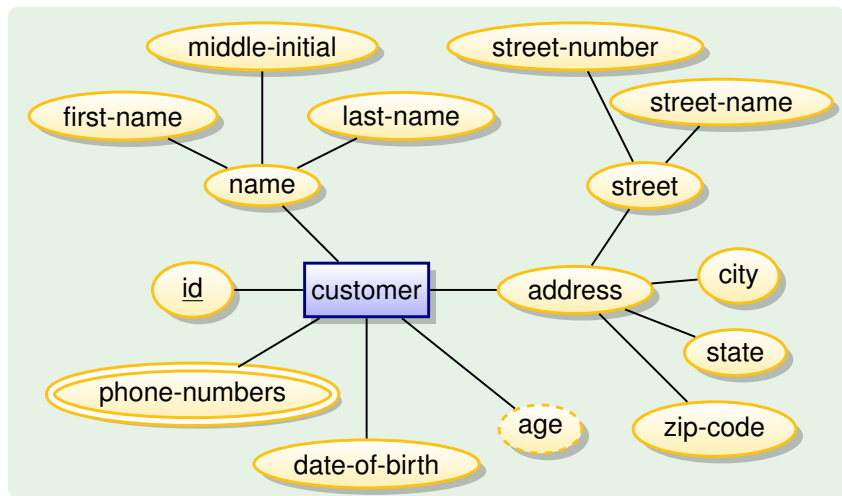 middle-initial
street-number
first-name
last-name
street-name
name
street
id
customer
address
city
state
phone-numbers
age
zip-code
date-of-birth